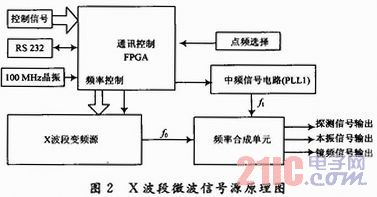 控制信号
RS 232
100 MHz晶振
通讯控制
FPGA
频率控制
点频选择
中频信号电路(PLL1)
f₁
X波段变频源
f₀
频率合成单元
探测信号输出
本振信号输出
镜频信号输出
21IC电子网
.com
图 2 X 波段微波信号源原理图